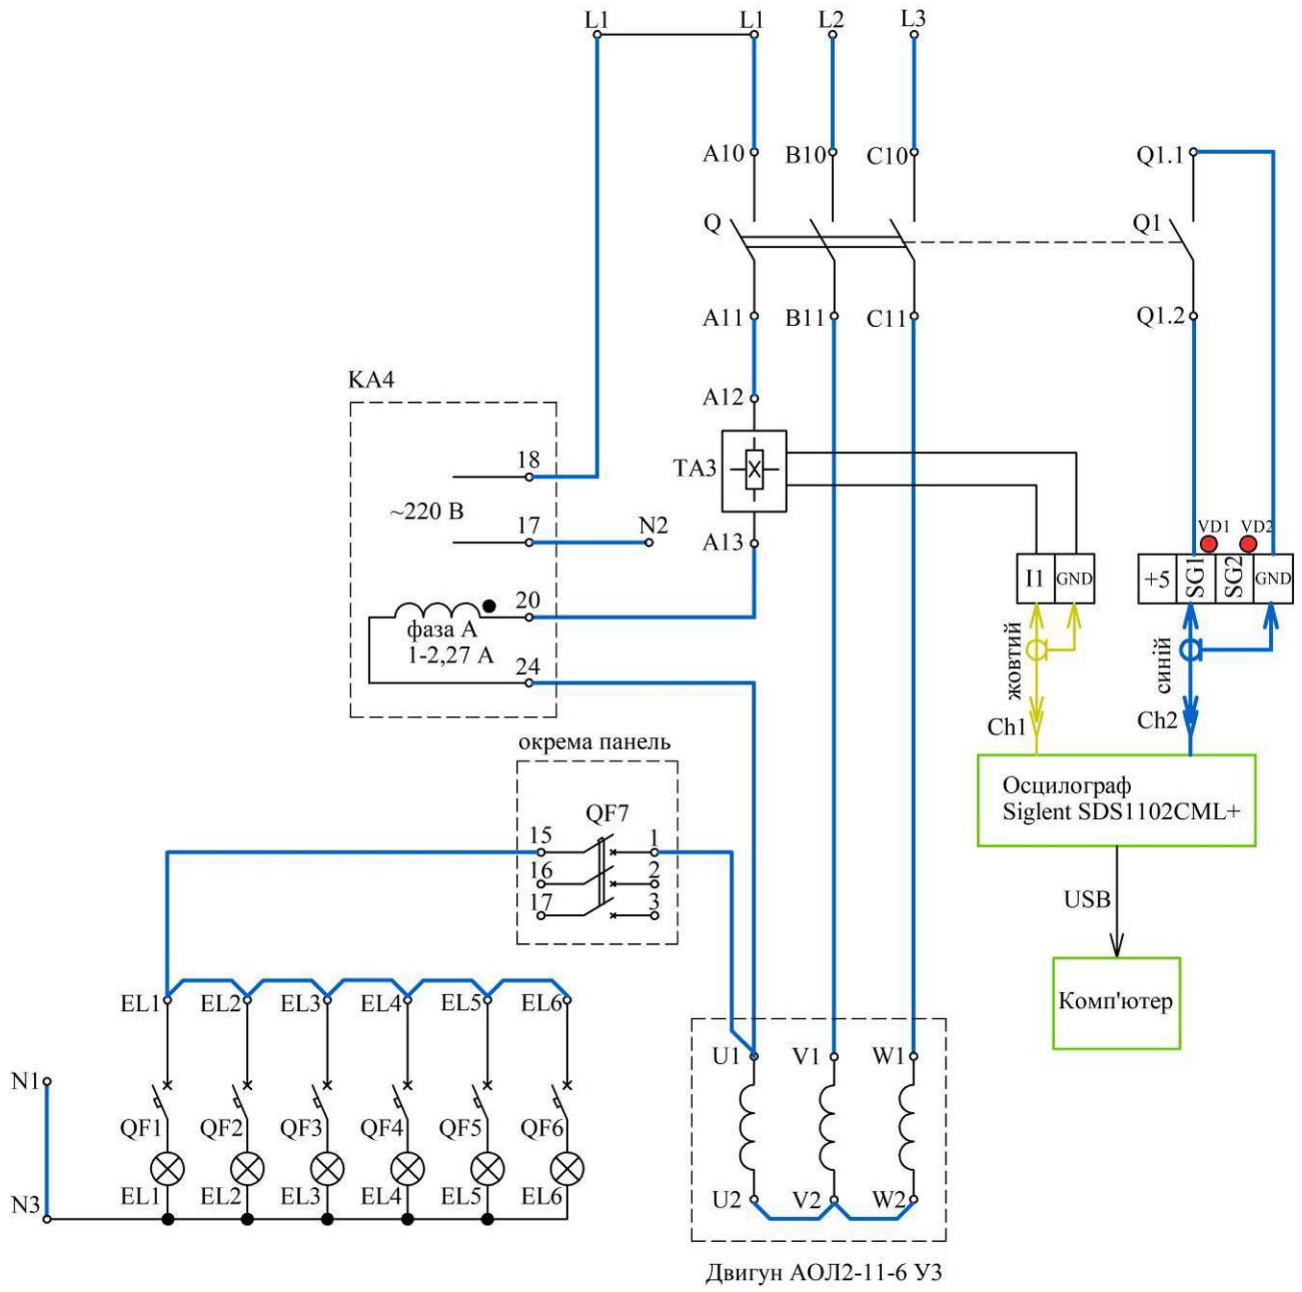 L1 L1 L2 L3
A10 B10 C10 Q1.1
Q Q1
A11 B11 C11 Q1.2
KA4
A12
18
TA3
~220 В
17 N2
A13
VD1 VD2
I1 GND +5 SG1 SG2 GND
20
фаза А
1-2,27 А
24
жовтий синій
Ch1 Ch2
окрема панель
Осцилограф
Siglent SDS1102CML+
QF7
15 1
16 2
17 3
USB
EL1 EL2 EL3 EL4 EL5 EL6
Комп'ютер
U1 V1 W1
N1
QF1 QF2 QF3 QF4 QF5 QF6
EL1 EL2 EL3 EL4 EL5 EL6
N3
U2 V2 W2
Двигун АОЛ2-11-6 У3